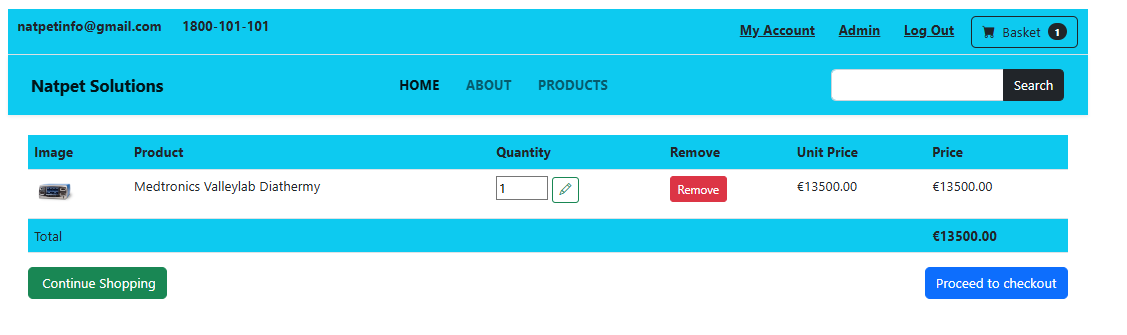 natpetinfo@gmail.com 1800-101-101 My Account Admin Log Out Basket 1
Natpet Solutions HOME ABOUT PRODUCTS Search
Image Product Quantity Remove Unit Price Price
Medtronics Valleylab Diathermy 1 Remove €13500.00 €13500.00
Total €13500.00
Continue Shopping Proceed to checkout